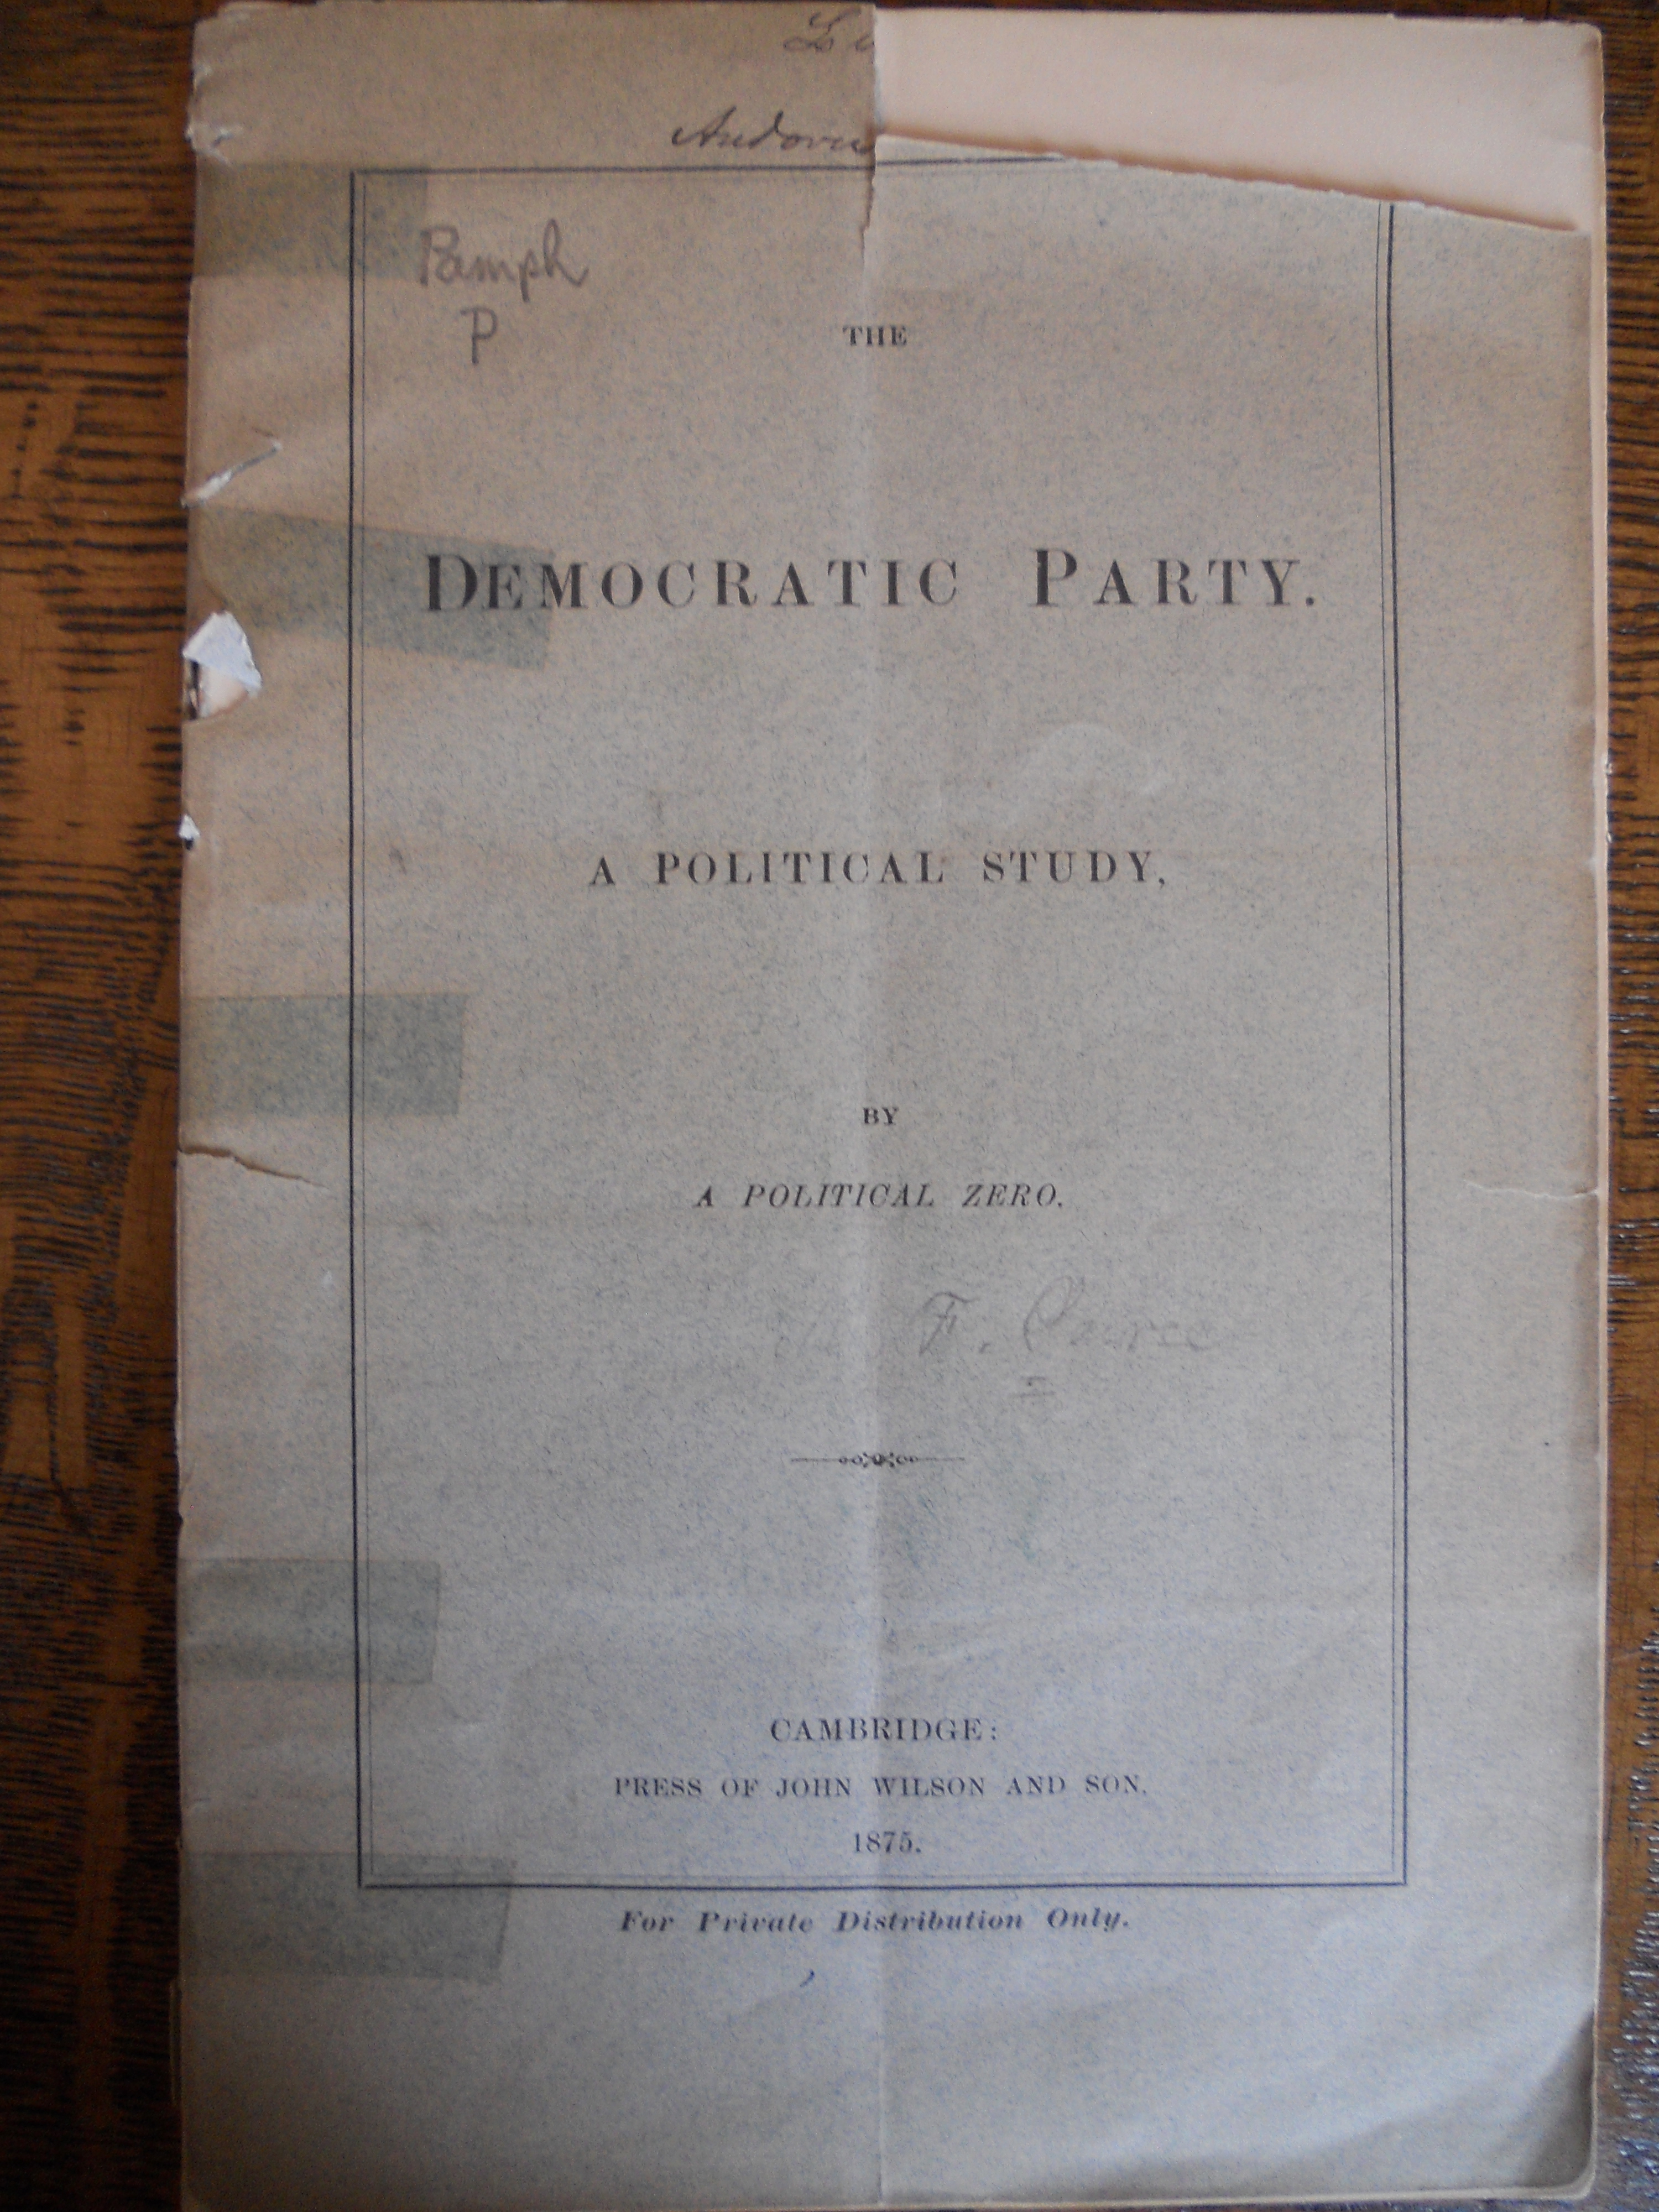 Andove
Pamph
P
THE
DEMOCRATIC PARTY.
A POLITICAL STUDY,
BY
A POLITICAL ZERO.
F.
CAMBRIDGE:
PRESS OF JOHN WILSON AND SON.
1875.
For Private Distribution Only.